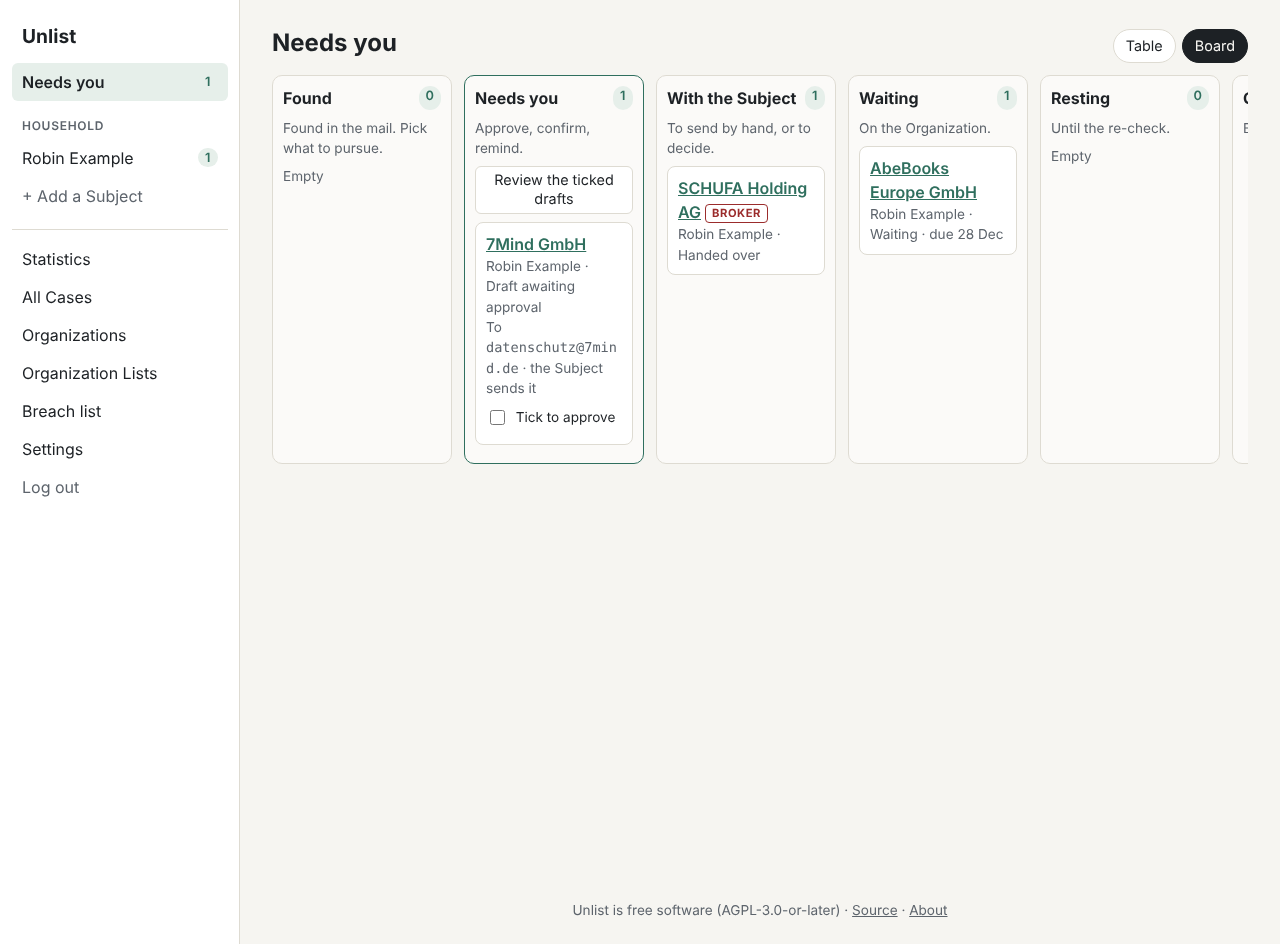 Unlist
Needs you 1
HOUSEHOLD
Robin Example 1
+ Add a Subject
Statistics
All Cases
Organizations
Organization Lists
Breach list
Settings
Log out
Needs you
Table Board
Found 0
Found in the mail. Pick
what to pursue.
Empty
Needs you 1
Approve, confirm,
remind.
Review the ticked
drafts
7Mind GmbH
Robin Example ·
Draft awaiting
approval
To
datenschutz@7min
d.de · the Subject
sends it
Tick to approve
With the Subject 1
To send by hand, or to
decide.
SCHUFA Holding
AG BROKER
Robin Example ·
Handed over
Waiting 1
On the Organization.
AbeBooks
Europe GmbH
Robin Example ·
Waiting · due 28 Dec
Resting 0
Until the re-check.
Empty
Unlist is free software (AGPL-3.0-or-later) · Source · About